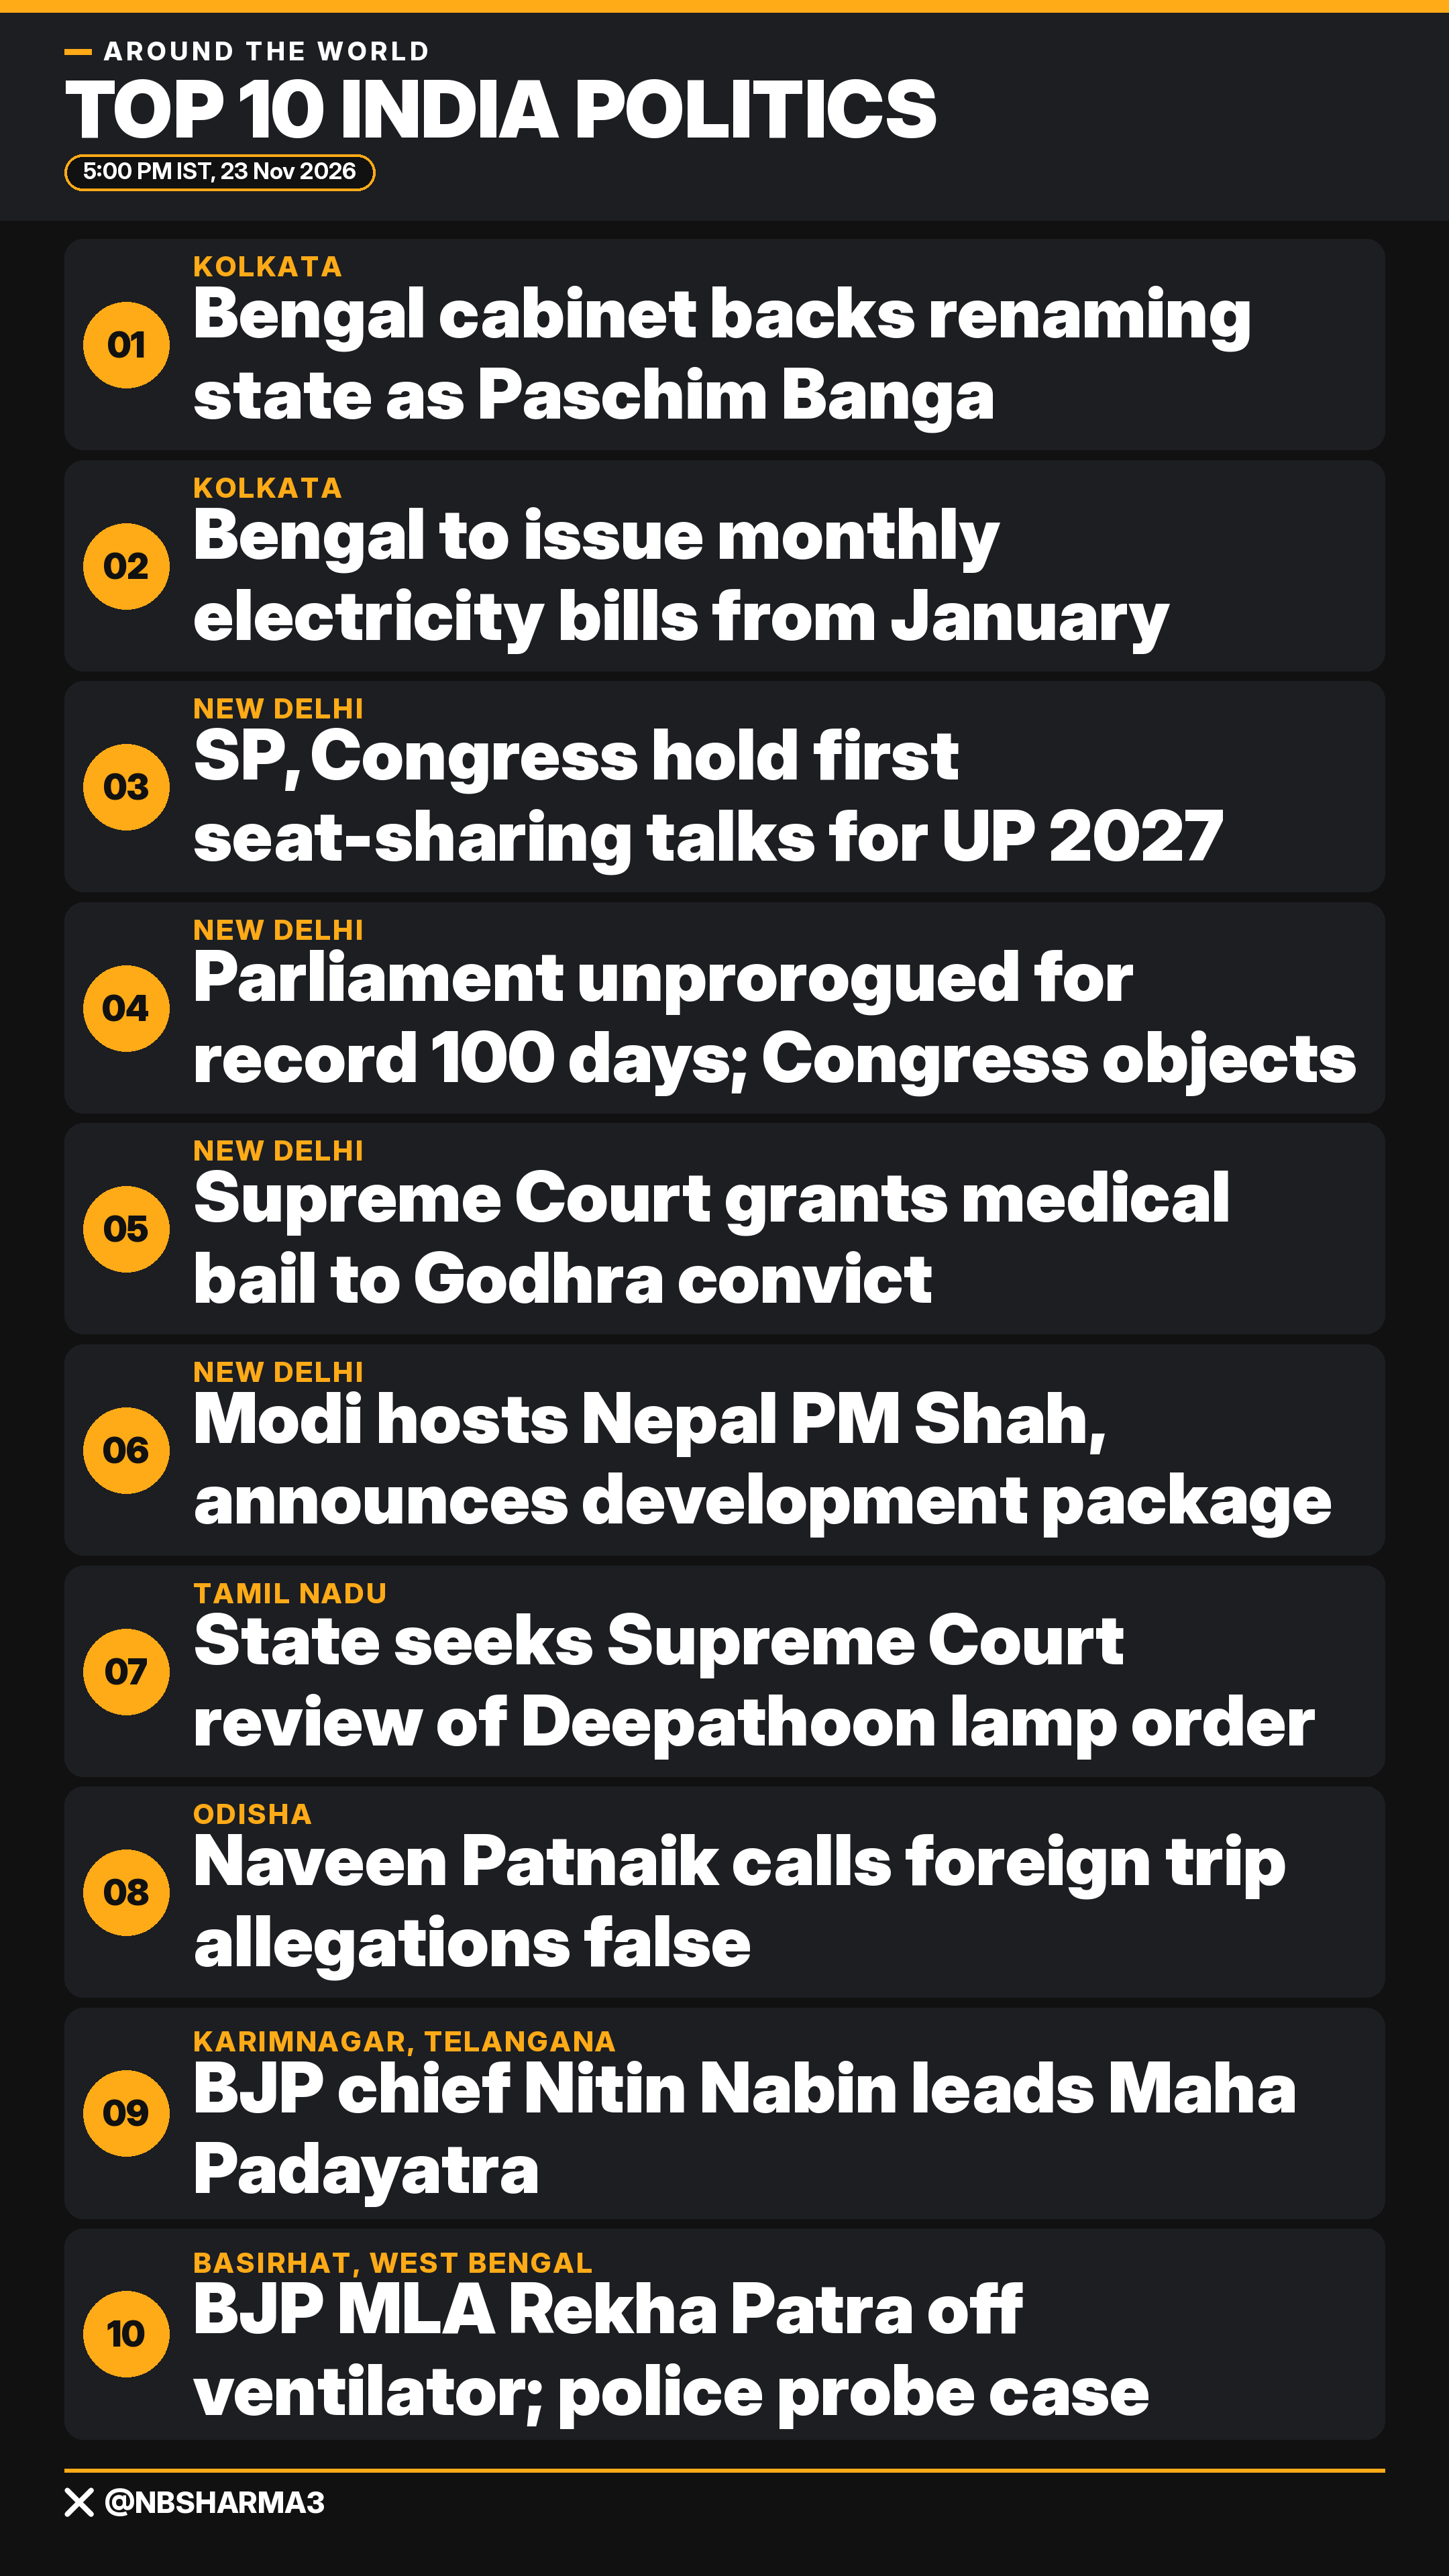 AROUND THE WORLD
TOP 10 INDIA POLITICS
5:00 PM IST, 23 Nov 2026
01
KOLKATA
Bengal cabinet backs renaming
state as Paschim Banga
02
KOLKATA
Bengal to issue monthly
electricity bills from January
03
NEW DELHI
SP, Congress hold first
seat-sharing talks for UP 2027
04
NEW DELHI
Parliament unprorogued for
record 100 days; Congress objects
05
NEW DELHI
Supreme Court grants medical
bail to Godhra convict
06
NEW DELHI
Modi hosts Nepal PM Shah,
announces development package
07
TAMIL NADU
State seeks Supreme Court
review of Deepathoon lamp order
08
ODISHA
Naveen Patnaik calls foreign trip
allegations false
09
KARIMNAGAR, TELANGANA
BJP chief Nitin Nabin leads Maha
Padayatra
10
BASIRHAT, WEST BENGAL
BJP MLA Rekha Patra off
ventilator; police probe case
@NBSHARMA3